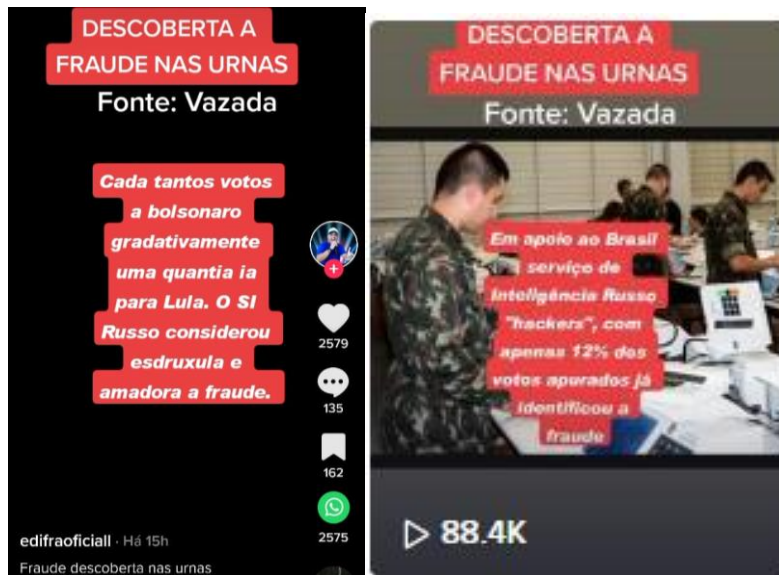 DESCOBERTA A
FRAUDE NAS URNAS
Fonte: Vazada
Cada tantos votos
a bolsonaro
gradativamente
uma quantia ia
para Lula. O SI
Russo considerou
esdruxula e
amadora a fraude.
2579
135
162
2575
edifraoficiall · Há 15h
Fraude descoberta nas urnas
DESCOBERTA A
FRAUDE NAS URNAS
Fonte: Vazada
Em apoio ao Brasil
serviço de
Inteligência Russo
"hackers", com
apenas 12% dos
votos apurados já
identificou a
fraude
88.4K